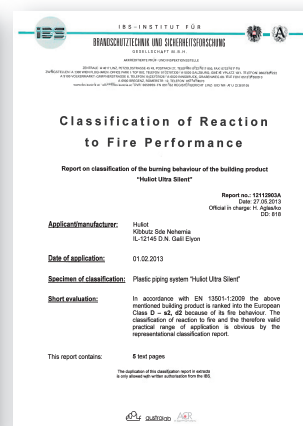 IBS–INSTITUT FÜR
IBS
BRANDSCHUTZTECHNIK UND SICHERHEITSFORSCHUNG
GESELLSCHAFT M.B.H.
AKKREDITIERTE PRÜF- UND INSPEKTIONSSTELLE
Classification of Reaction
to Fire Performance
Report on classification of the burning behaviour of the building product
"Huliot Ultra Silent"
Report no.: 12112903A
Date: 27.05.2013
Official in charge: H. Aglas/ko
DD: 818
Applicant/manufacturer: Huliot
Kibbutz Sde Nehemia
IL-12145 D.N. Galil Elyon
Date of application: 01.02.2013
Specimen of classification: Plastic piping system "Huliot Ultra Silent"
Short evaluation: In accordance with EN 13501-1:2009 the above
mentioned building product is ranked into the European
Class D – s2, d2 because of its fire behaviour. The
classification of reaction to fire and therefore valid
practical range of application is obvious by the
representational classification report.
This report contains: 5 text pages
The duplication of this classification report in extracts
is only allowed with written authorisation from the IBS.